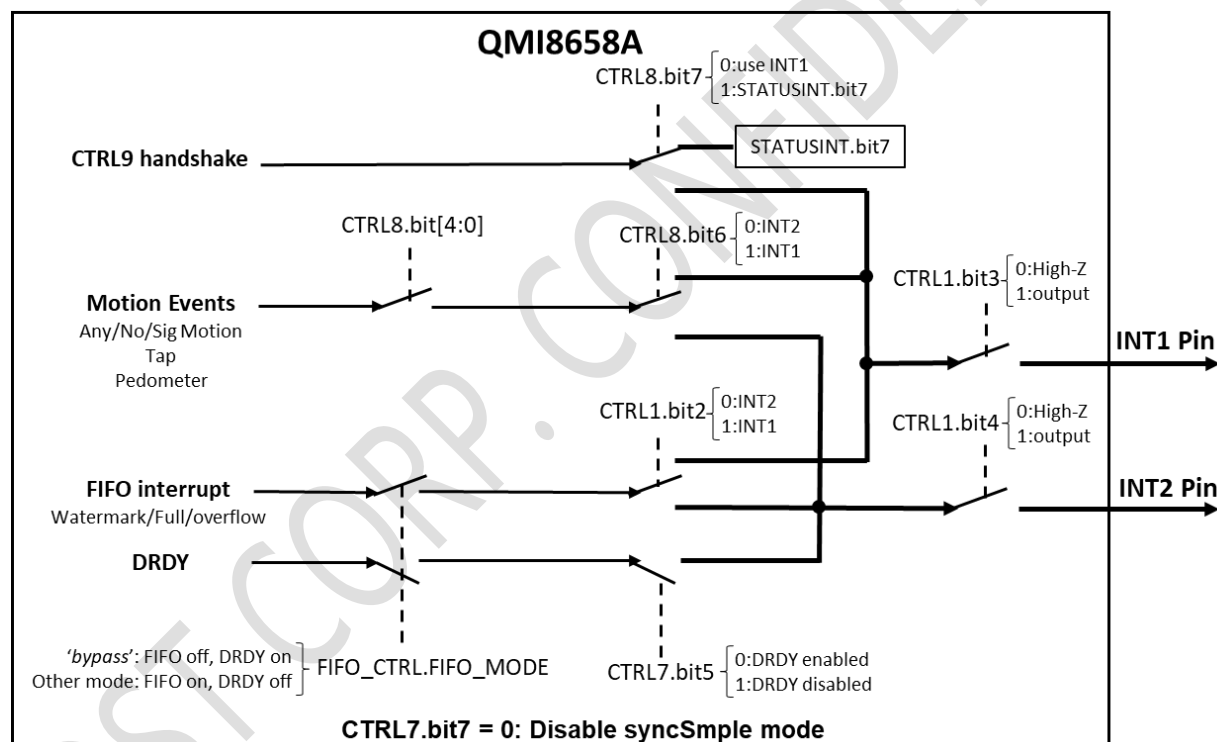 QMI8658A
CTRL8.bit7
0:use INT1
1:STATUSINT.bit7
CTRL9 handshake
STATUSINT.bit7
CTRL8.bit[4:0]
CTRL8.bit6
0:INT2
1:INT1
CTRL1.bit3
0:High-Z
1:output
Motion Events
Any/No/Sig Motion
Tap
Pedometer
INT1 Pin
CTRL1.bit2
0:INT2
1:INT1
CTRL1.bit4
0:High-Z
1:output
FIFO interrupt
Watermark/Full/overflow
INT2 Pin
DRDY
'bypass': FIFO off, DRDY on
Other mode: FIFO on, DRDY off
FIFO_CTRL.FIFO_MODE
CTRL7.bit5
0:DRDY enabled
1:DRDY disabled
CTRL7.bit7 = 0: Disable syncSmple mode
CORP.